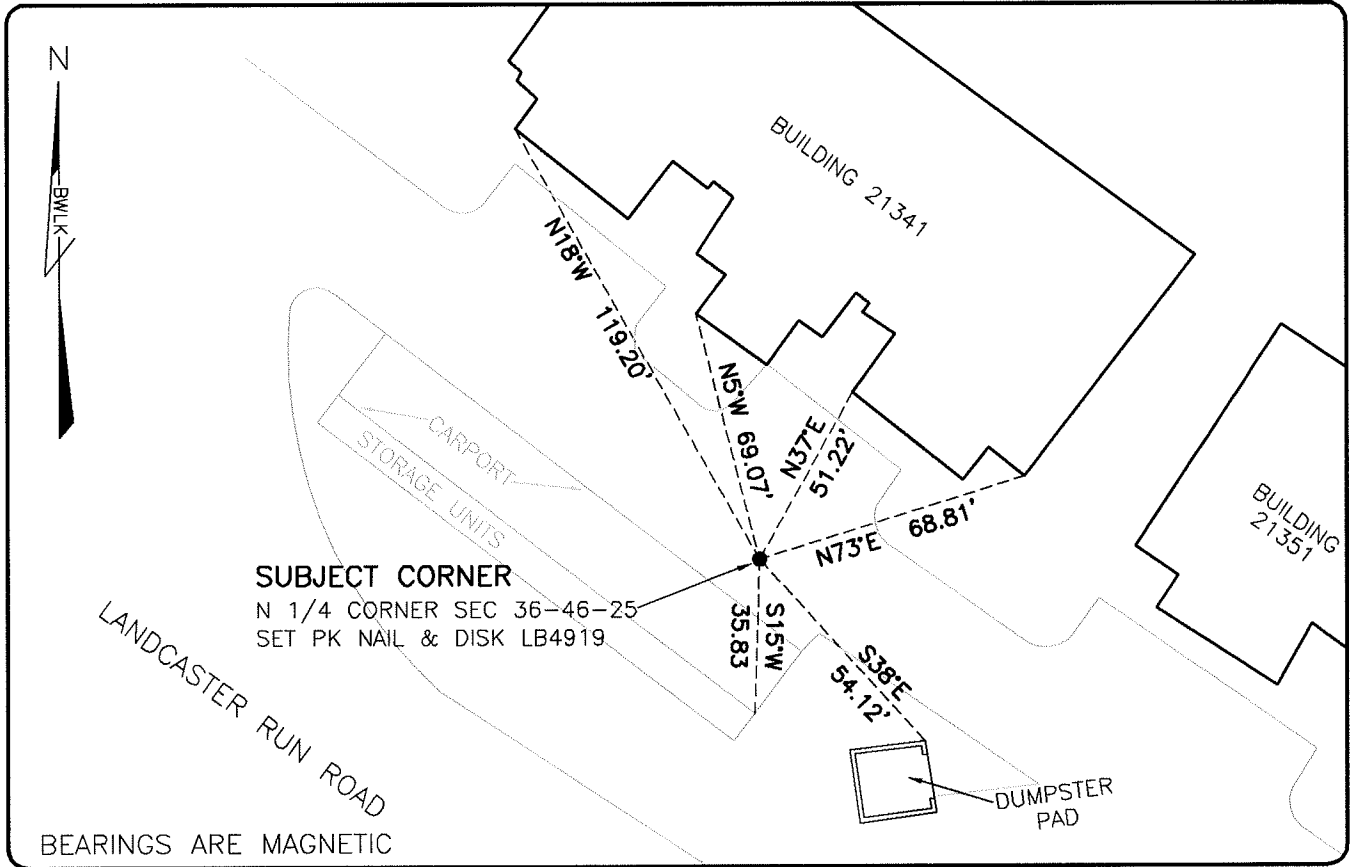 N
BWLK
BUILDING 21341
N18°W 119.20'
N5°W 69.07'
N37°E
51.22'
N73°E 68.81'
CARPORT
STORAGE UNITS
BUILDING
21351
SUBJECT CORNER
N 1/4 CORNER SEC 36-46-25
SET PK NAIL & DISK LB4919
S15°W
35.83
S38°E
54.12'
LANDCASTER RUN ROAD
DUMPSTER
PAD
BEARINGS ARE MAGNETIC